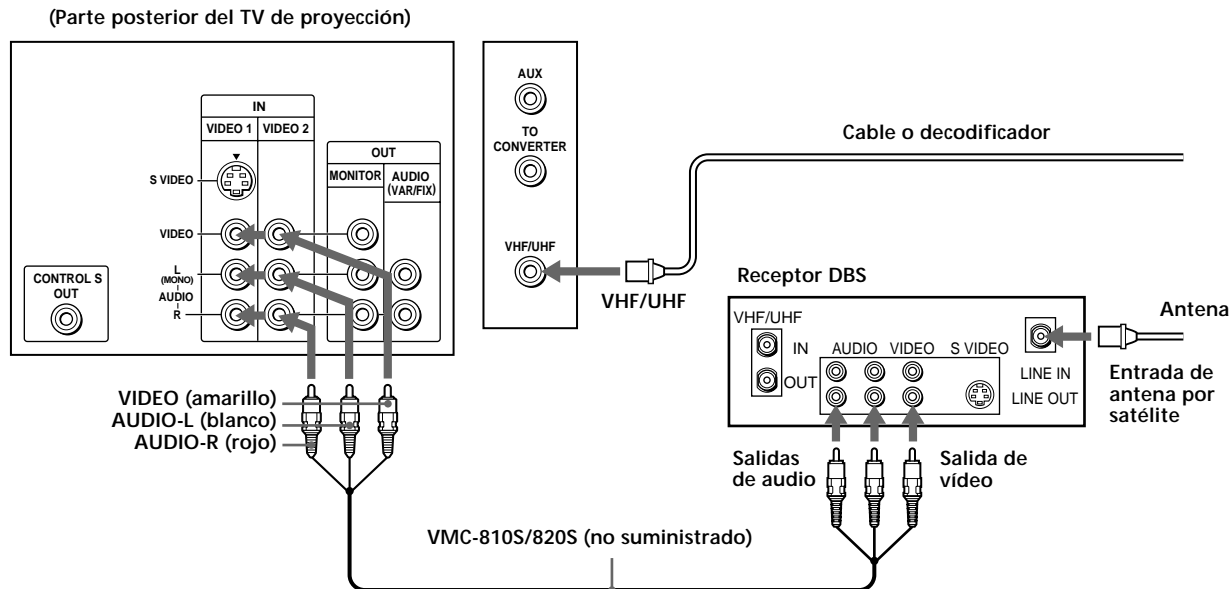 (Parte posterior del TV de proyección)
IN
VIDEO 1 VIDEO 2
S VIDEO
VIDEO
L
(MONO)
AUDIO
R
OUT
MONITOR AUDIO
(VAR/FIX)
CONTROL S
OUT
AUX
TO
CONVERTER
VHF/UHF
Cable o decodificador
VHF/UHF
Receptor DBS
VHF/UHF
IN
OUT
AUDIO VIDEO S VIDEO
LINE IN
LINE OUT
Antena
Entrada de
antena por
satélite
VIDEO (amarillo)
AUDIO-L (blanco)
AUDIO-R (rojo)
Salidas
de audio
Salida de
vídeo
VMC-810S/820S (no suministrado)